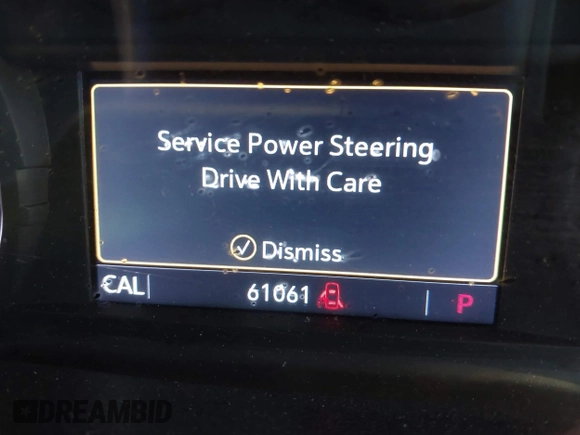 Service Power Steering
Drive With Care
Dismiss
CAL 61061 P
DREAMBID